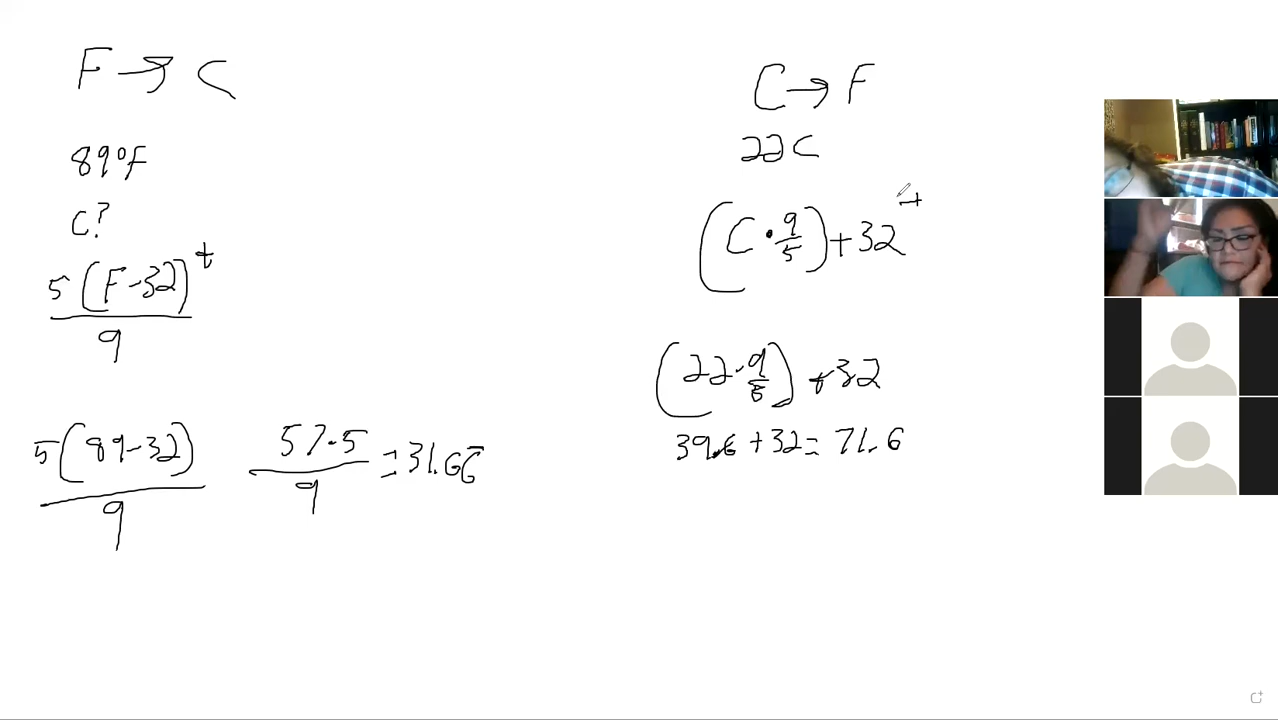 F → C
89°F
C?
5(F-32)
9
5(89-32)
9
57·5
9
=31.66
C → F
22C
(C·9/5)+32
(22·9/5)+32
39.6+32=71.6